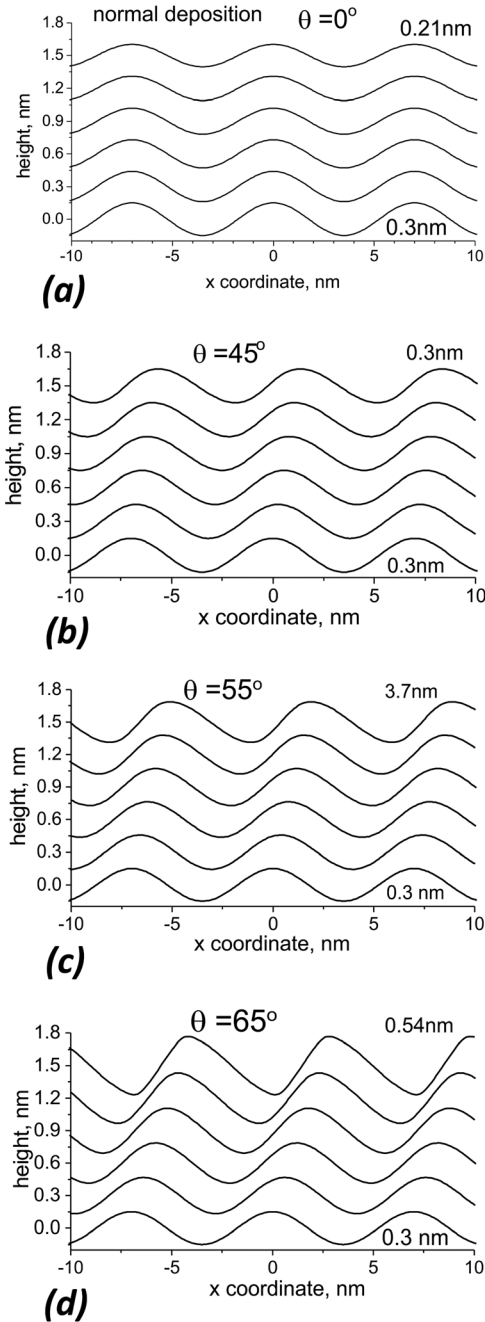 normal deposition θ =0°
0.21nm
1.8
1.5
1.2
0.9
0.6
0.3
0.0
height, nm
0.3nm
-10 -5 0 5 10
x coordinate, nm
(a)
θ =45°
0.3nm
1.8
1.5
1.2
0.9
0.6
0.3
0.0
height, nm
0.3nm
-10 -5 0 5 10
x coordinate, nm
(b)
θ =55°
3.7nm
1.8
1.5
1.2
0.9
0.6
0.3
0.0
height, nm
0.3 nm
-10 -5 0 5 10
x coordinate, nm
(c)
θ =65°
0.54nm
1.8
1.5
1.2
0.9
0.6
0.3
0.0
height, nm
0.3 nm
-10 -5 0 5 10
x coordinate, nm
(d)